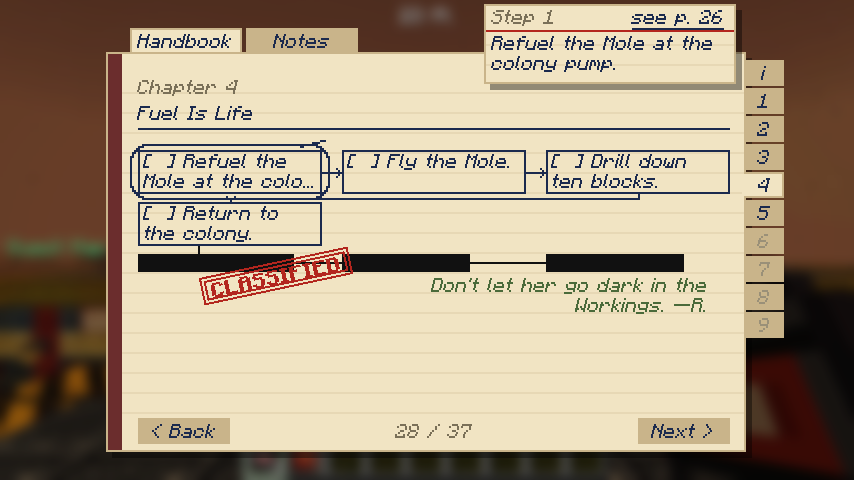 Handbook
Notes
Step 1
see p. 26
Refuel the Mole at the
colony pump.
Chapter 4
Fuel Is Life
[ ] Refuel the
Mole at the colo...
[ ] Fly the Mole.
[ ] Drill down
ten blocks.
[ ] Return to
the colony.
CLASSIFIED
Don't let her go dark in the
Workings. —R.
< Back
28 / 37
Next >
i
1
2
3
4
5
6
7
8
9